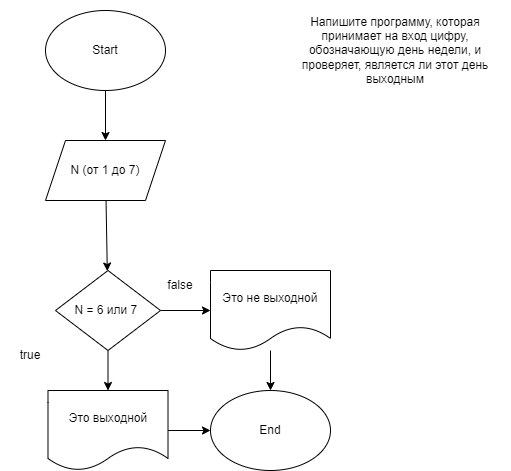 Start
Напишите программу, которая
принимает на вход цифру,
обозначающую день недели, и
проверяет, является ли этот день
выходным
N (от 1 до 7)
false
N = 6 или 7
Это не выходной
true
Это выходной
End